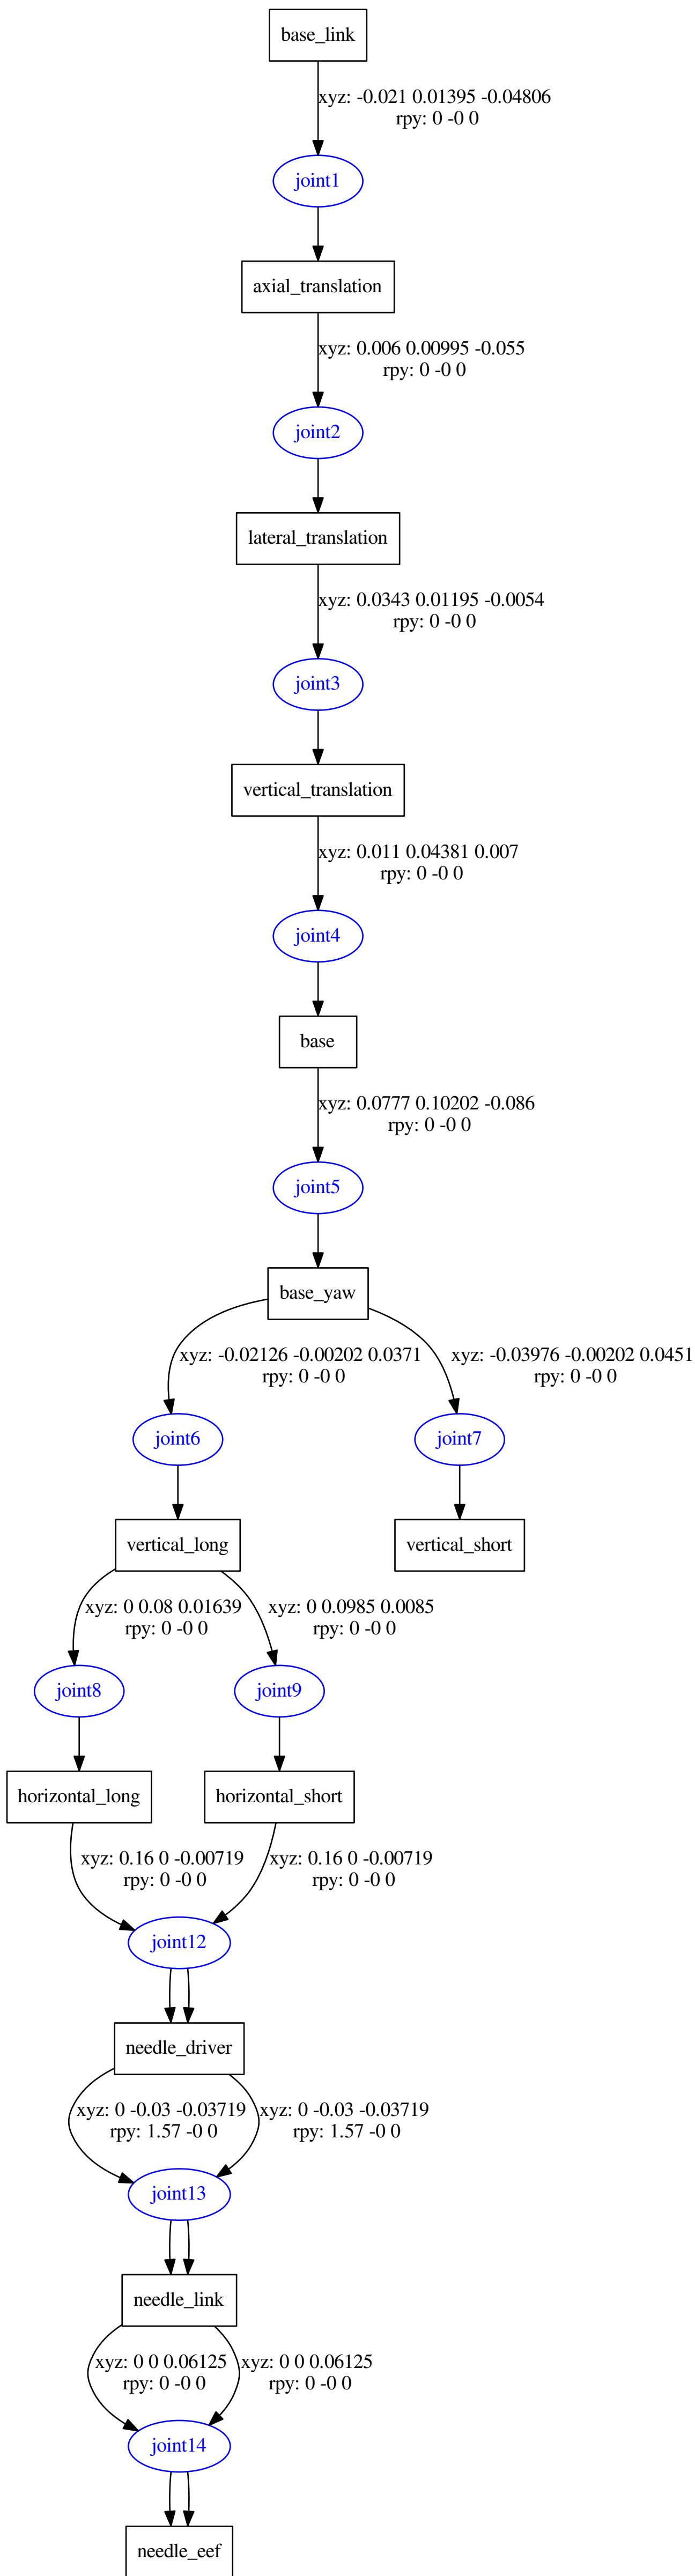 base_link
xyz: -0.021 0.01395 -0.04806
rpy: 0 -0 0
joint1
axial_translation
xyz: 0.006 0.00995 -0.055
rpy: 0 -0 0
joint2
lateral_translation
xyz: 0.0343 0.01195 -0.0054
rpy: 0 -0 0
joint3
vertical_translation
xyz: 0.011 0.04381 0.007
rpy: 0 -0 0
joint4
base
xyz: 0.0777 0.10202 -0.086
rpy: 0 -0 0
joint5
base_yaw
xyz: -0.02126 -0.00202 0.0371
rpy: 0 -0 0
xyz: -0.03976 -0.00202 0.0451
rpy: 0 -0 0
joint6
joint7
vertical_long
vertical_short
xyz: 0 0.08 0.01639
rpy: 0 -0 0
xyz: 0 0.0985 0.0085
rpy: 0 -0 0
joint8
joint9
horizontal_long
horizontal_short
xyz: 0.16 0 -0.00719
rpy: 0 -0 0
xyz: 0.16 0 -0.00719
rpy: 0 -0 0
joint12
needle_driver
xyz: 0 -0.03 -0.03719
rpy: 1.57 -0 0
xyz: 0 -0.03 -0.03719
rpy: 1.57 -0 0
joint13
needle_link
xyz: 0 0 0.06125
rpy: 0 -0 0
xyz: 0 0 0.06125
rpy: 0 -0 0
joint14
needle_eef